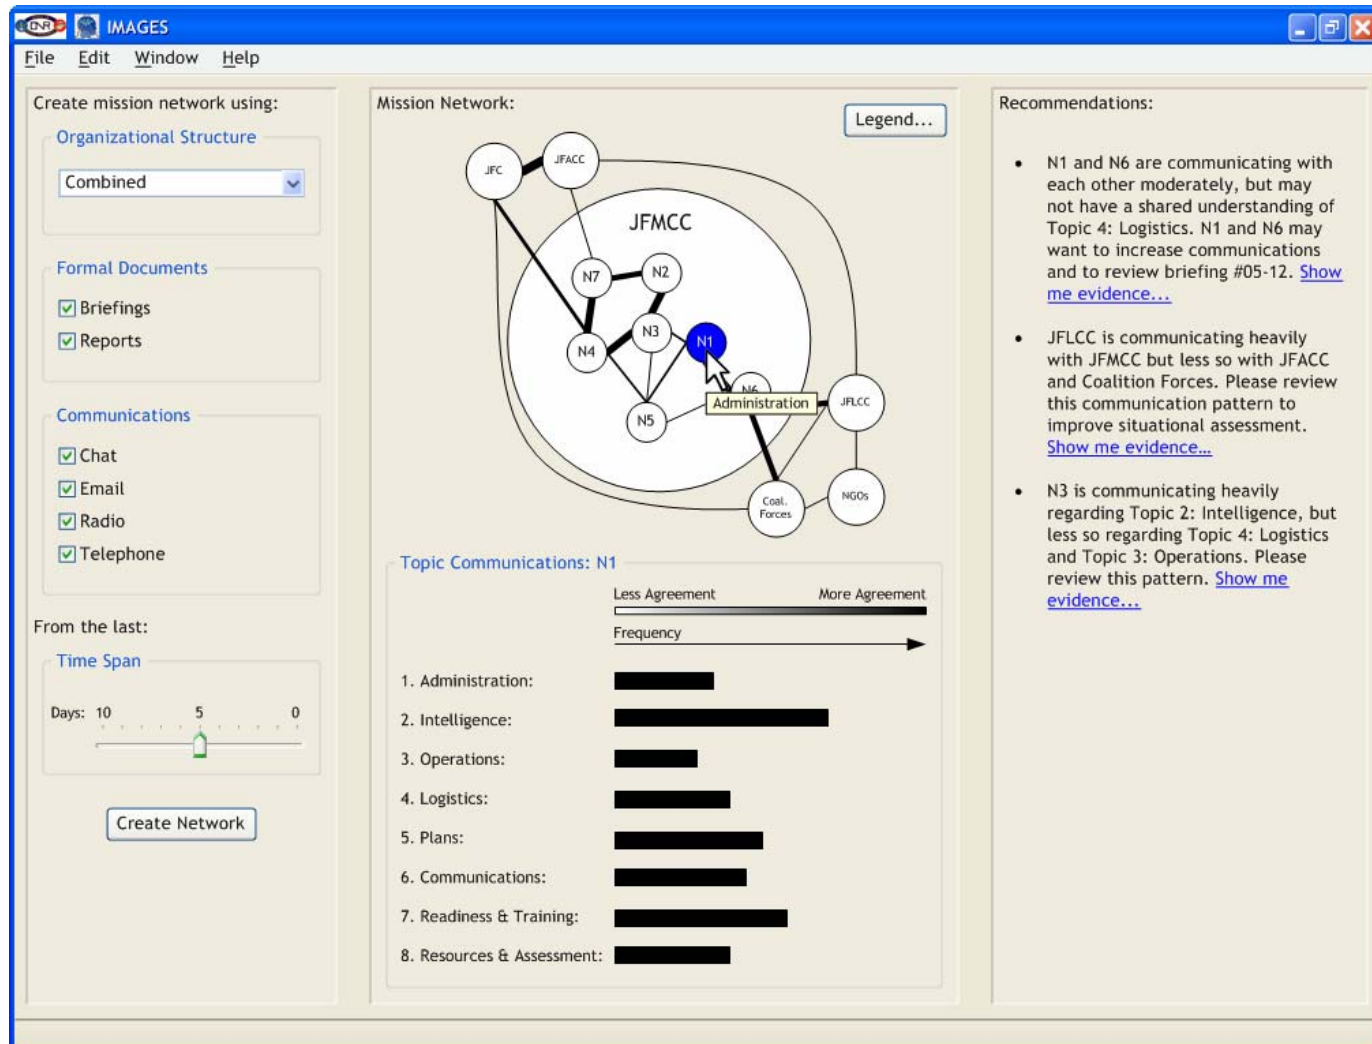 CNR IMAGES
File Edit Window Help
Create mission network using:
Organizational Structure
Combined
Formal Documents
Briefings
Reports
Communications
Chat
Email
Radio
Telephone
From the last:
Time Span
Days: 10 5 0
Create Network
Mission Network:
Legend...
JFC
JFACC
JFMCC
N7
N2
N3
N1
N4
N6
Administration
JFLCC
N5
Coal.
Forces
NGOs
Topic Communications: N1
Less Agreement More Agreement
Frequency
1. Administration:
2. Intelligence:
3. Operations:
4. Logistics:
5. Plans:
6. Communications:
7. Readiness & Training:
8. Resources & Assessment:
Recommendations:
• N1 and N6 are communicating with
each other moderately, but may
not have a shared understanding of
Topic 4: Logistics. N1 and N6 may
want to increase communications
and to review briefing #05-12. Show
me evidence...
• JFLCC is communicating heavily
with JFMCC but less so with JFACC
and Coalition Forces. Please review
this communication pattern to
improve situational assessment.
Show me evidence…
• N3 is communicating heavily
regarding Topic 2: Intelligence, but
less so regarding Topic 4: Logistics
and Topic 3: Operations. Please
review this pattern. Show me
evidence...